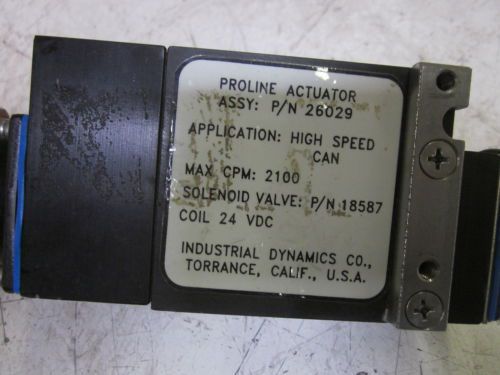 PROLINE ACTUATOR
ASSY: P/N 26029
APPLICATION: HIGH SPEED
CAN
MAX CPM: 2100
SOLENOID VALVE: P/N 18587
COIL 24 VDC
INDUSTRIAL DYNAMICS CO.,
TORRANCE, CALIF., U.S.A.